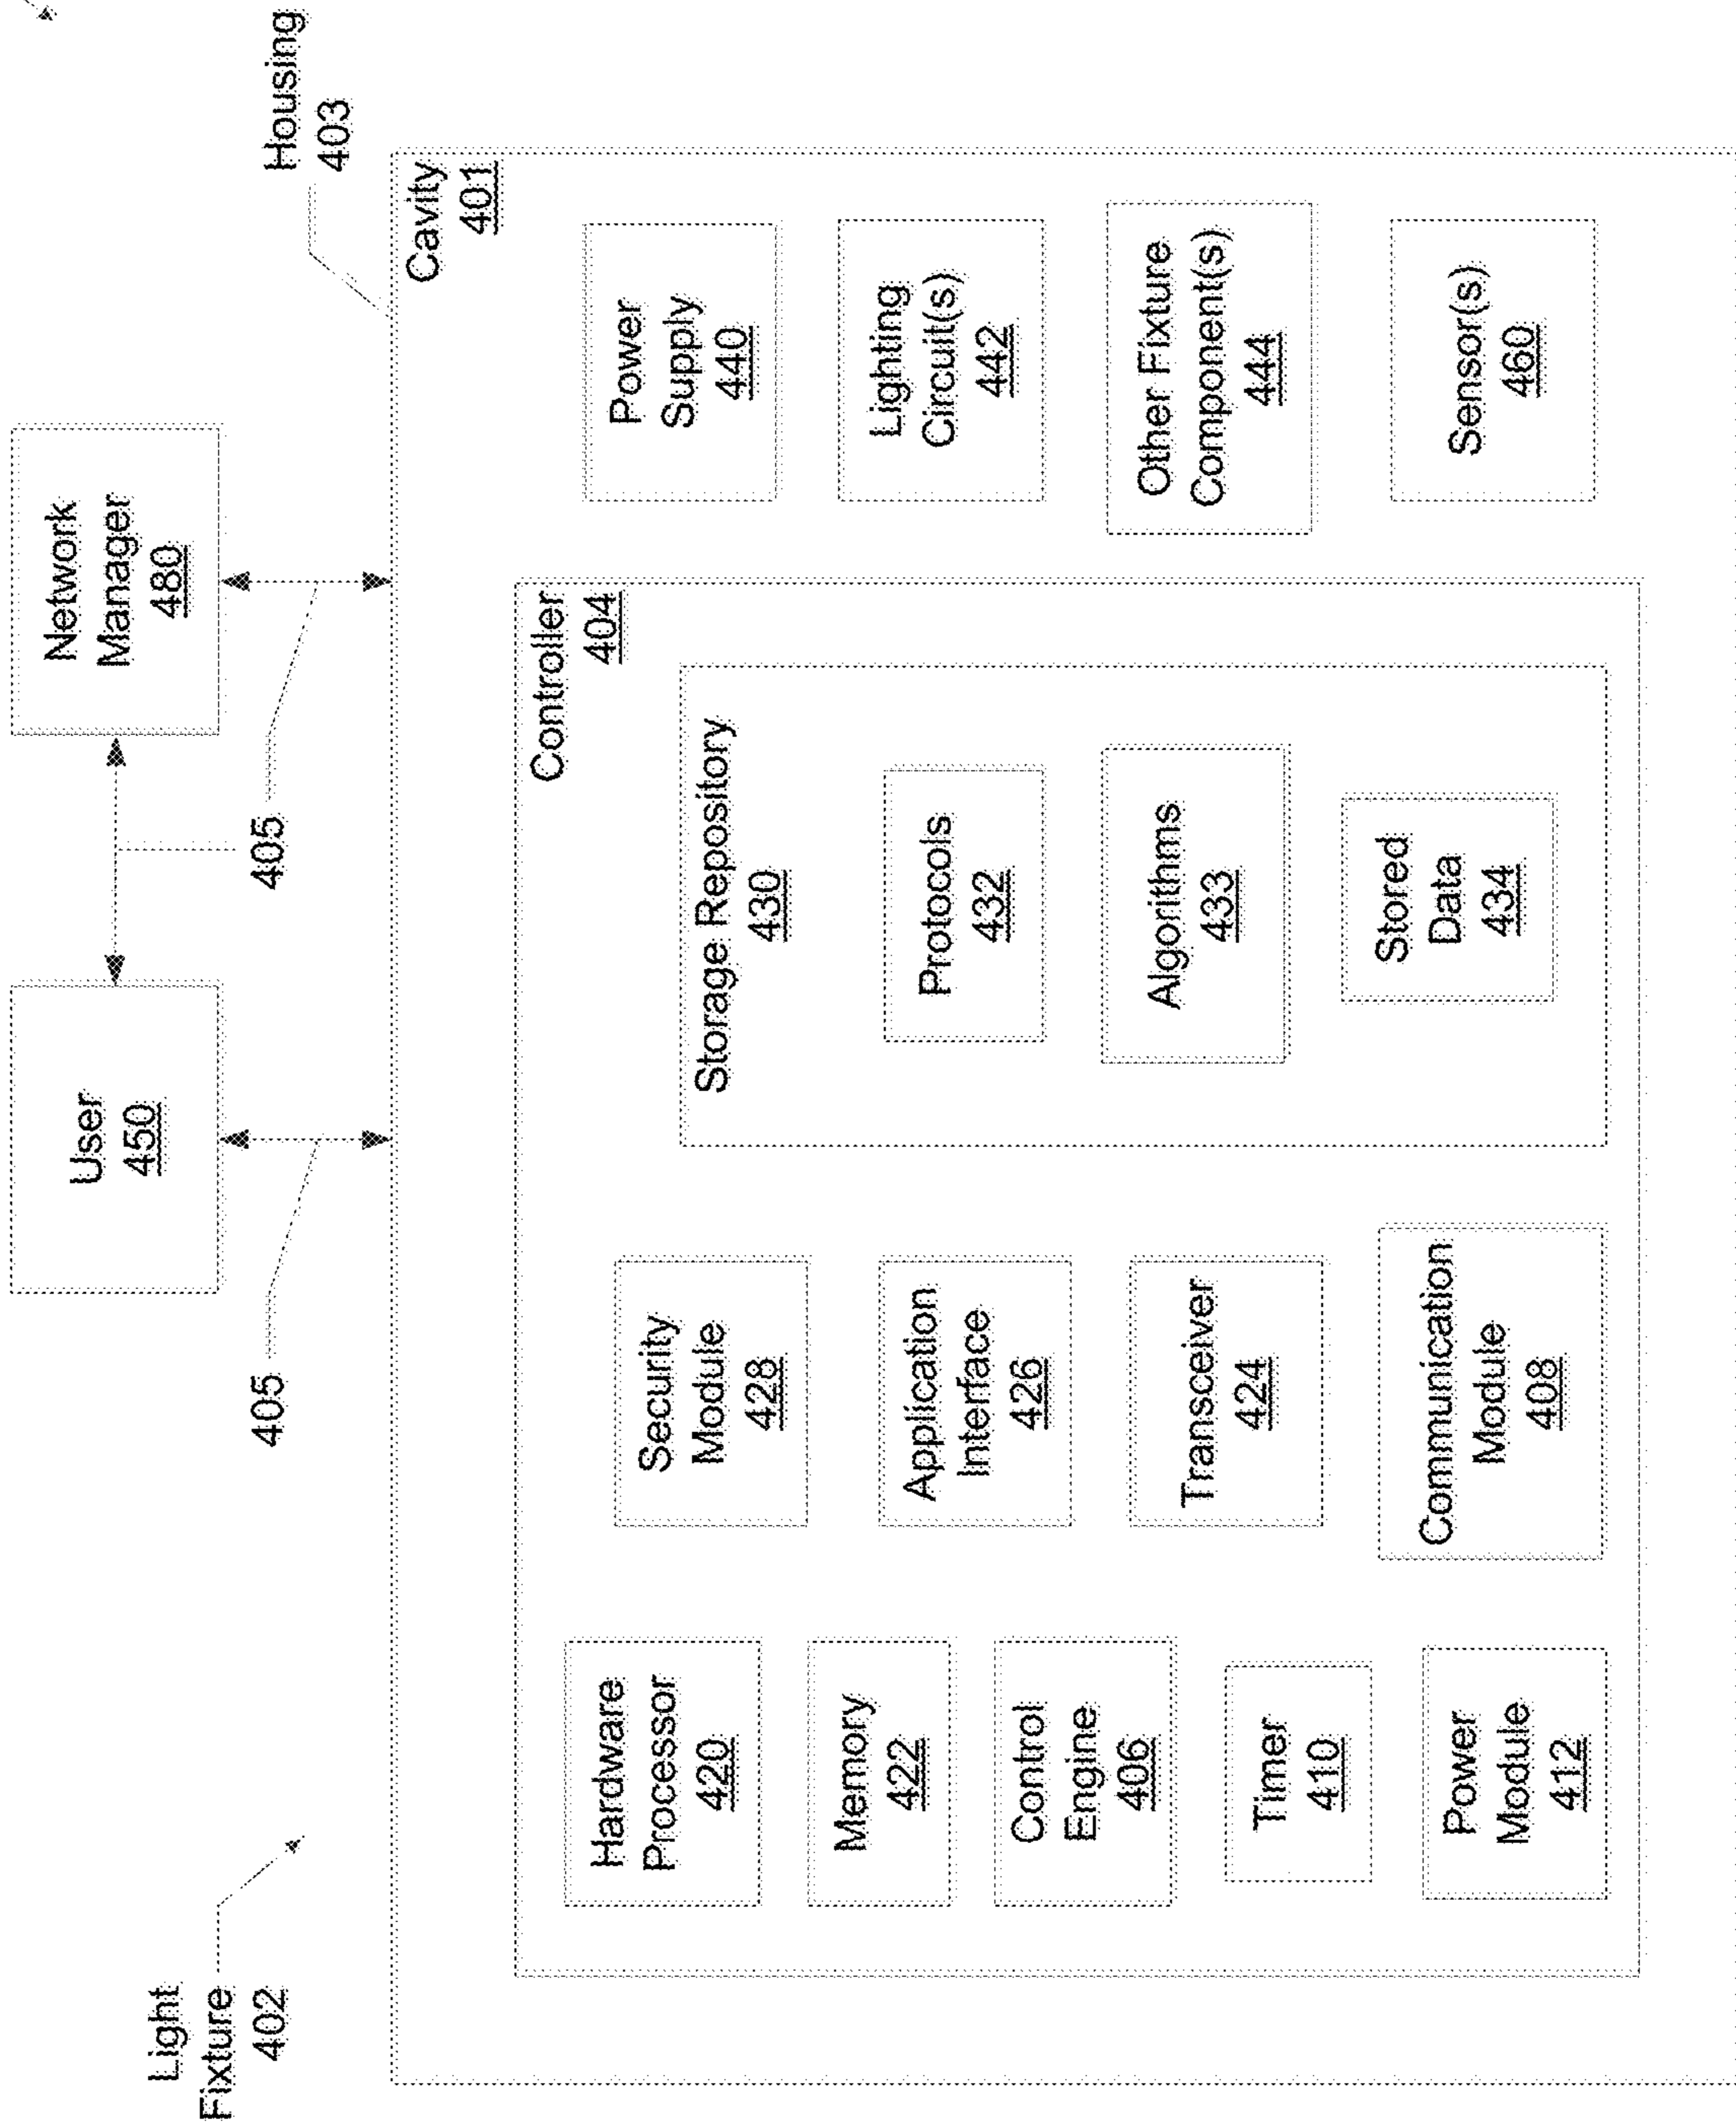 Light
Fixture
402
User
450
Network
Manager
480
405
405
Housing
403
Cavity
401
Controller
404
Hardware
Processor
420
Memory
422
Control
Engine
406
Timer
410
Power
Module
412
Security
Module
428
Application
Interface
426
Transceiver
424
Communication
Module
408
Storage Repository
430
Protocols
432
Algorithms
433
Stored
Data
434
Power
Supply
440
Lighting
Circuit(s)
442
Other Fixture
Component(s)
444
Sensor(s)
460